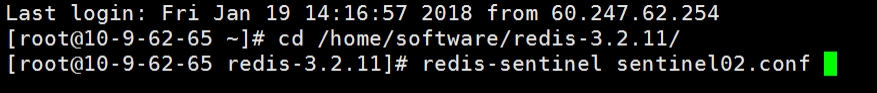 Last login: Fri Jan 19 14:16:57 2018 from 60.247.62.254
[root@10-9-62-65 ~]# cd /home/software/redis-3.2.11/
[root@10-9-62-65 redis-3.2.11]# redis-sentinel sentinel02.conf